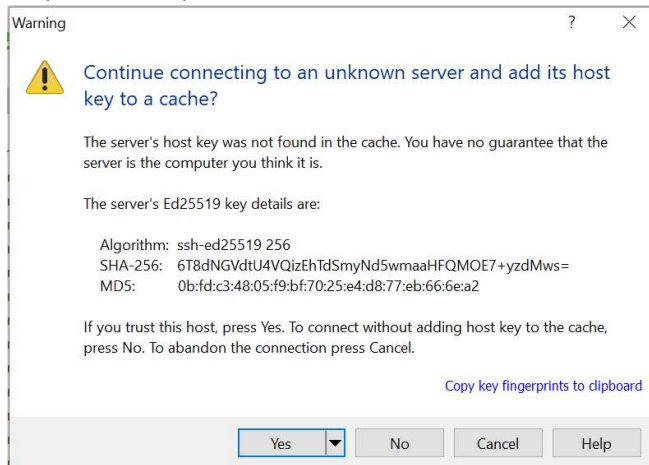 Warning
?
Continue connecting to an unknown server and add its host
key to a cache?
The server's host key was not found in the cache. You have no guarantee that the
server is the computer you think it is.
The server's Ed25519 key details are:
Algorithm: ssh-ed25519 256
SHA-256: 6T8dNGVdtU4VQizEhTdSmyNd5wmaaHFQMOE7+yzdMws=
MD5: 0b:fd:c3:48:05:f9:bf:70:25:e4:d8:77:eb:66:6e:a2
If you trust this host, press Yes. To connect without adding host key to the cache,
press No. To abandon the connection press Cancel.
Copy key fingerprints to clipboard
Yes No Cancel Help